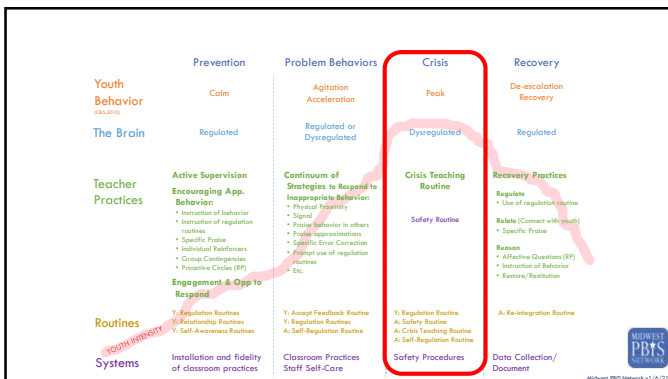 Prevention
Problem Behaviors
Crisis
Recovery
Youth
Behavior
Calm
Agitation
Acceleration
Peak
De-escalation
Recovery
The Brain
Regulated
Regulated or
Dysregulated
Dysregulated
Regulated
Teacher
Practices
Active Supervision
Encouraging App.
Behavior:
• Instruction of behavior
• Instruction of regulation
routines
• Specific Praise
• Individual Reinforcers
• Group Contingencies
• Proactive Circles (RP)
Engagement & Opp to
Respond
Continuum of
Strategies to Respond to
Inappropriate Behavior:
• Physical Proximity
• Signal
• Praise behavior in others
• Praise approximations
• Specific Error Correction
• Prompt use of regulation
routines
• Etc.
Crisis Teaching
Routine
Safety Routine
Recovery Practices
Regulate
• Use of regulation routine
Relate (Connect with youth)
• Specific Praise
Reason
• Affective Questions (RP)
• Instruction of Behavior
• Restore/Restitution
Routines
Y: Regulation Routines
Y: Relationship Routines
Y: Self-Awareness Routines
Y: Accept Feedback Routine
Y: Regulation Routines
A: Self-Regulation Routine
Y: Regulation Routine
A: Safety Routine
A: Crisis Teaching Routine
A: Self-Regulation Routine
A: Re-integration Routine
YOUTH INTENSITY
Systems
Installation and fidelity
of classroom practices
Classroom Practices
Staff Self-Care
Safety Procedures
Data Collection/
Document
MIDWEST
PBIS
NETWORK